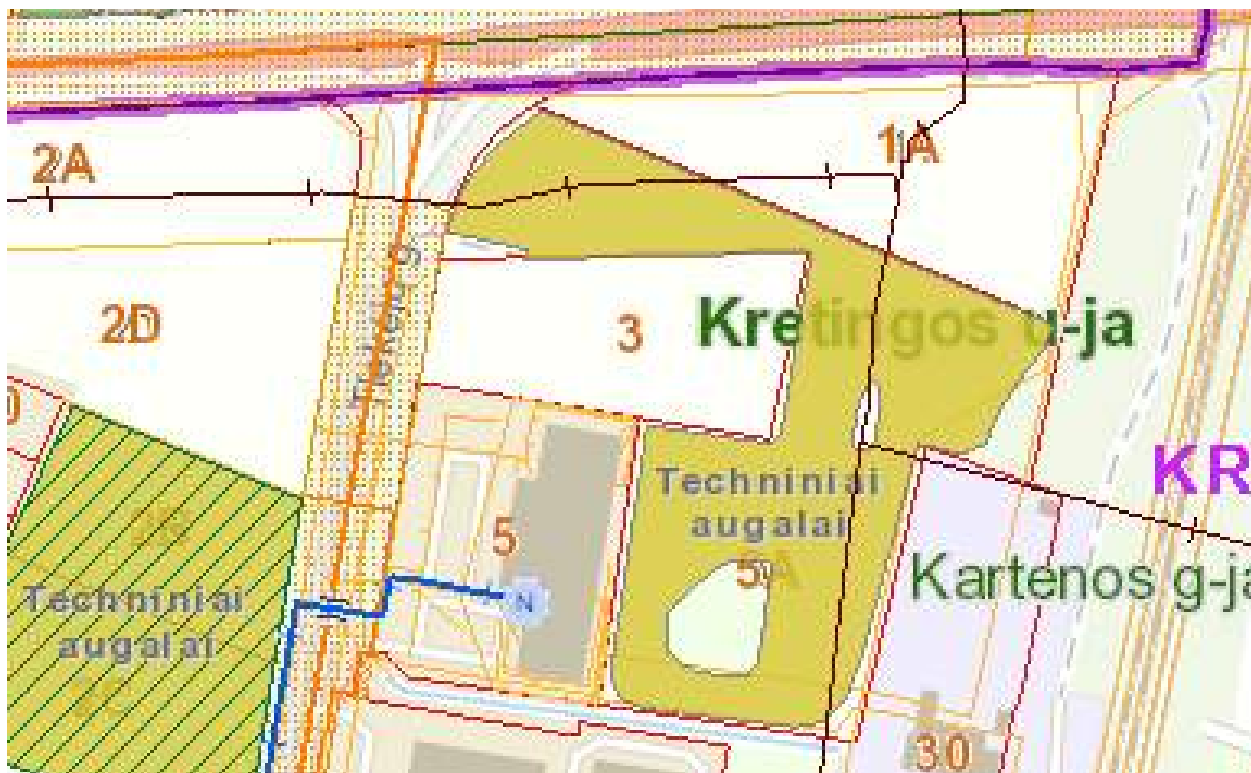 2A
1A
2D
3
Kretingos u-ja
KR
Techniniai
augalai
5
5A
Kartenos g-ja
N
Techniniai
augalai
30